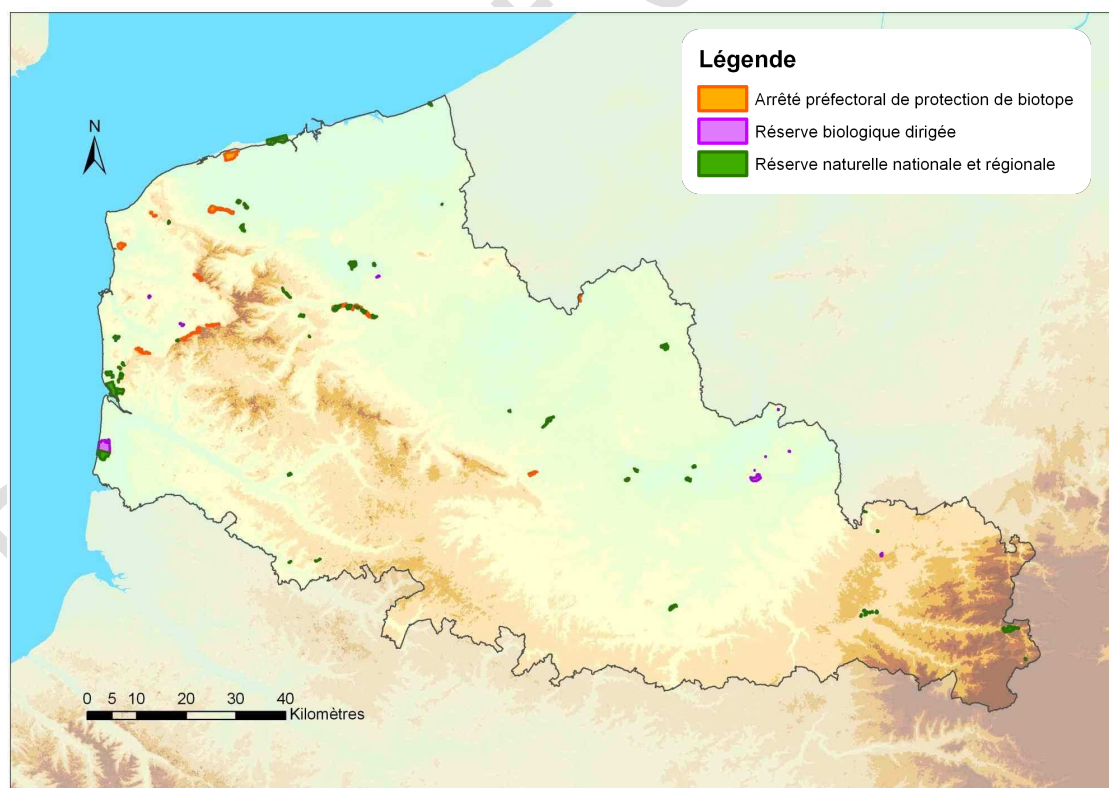 Légende
Arrêté préfectoral de protection de biotope
Réserve biologique dirigée
Réserve naturelle nationale et régionale
N
0 5 10 20 30 40
Kilomètres